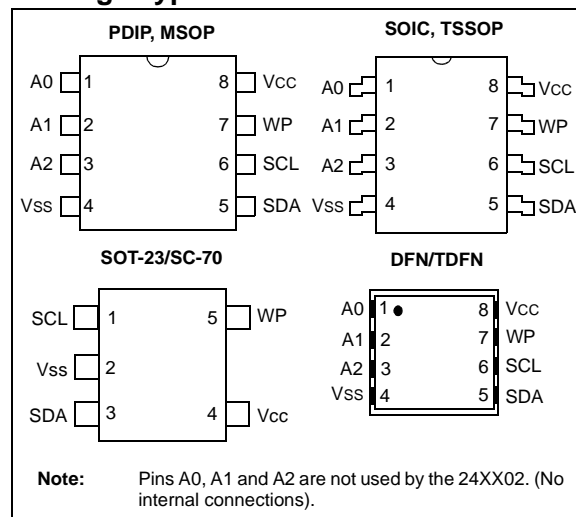 PDIP, MSOP
A0 1 8 VCC
A1 2 7 WP
A2 3 6 SCL
VSS 4 5 SDA
SOIC, TSSOP
A0 1 8 VCC
A1 2 7 WP
A2 3 6 SCL
VSS 4 5 SDA
SOT-23/SC-70
SCL 1 5 WP
Vss 2
SDA 3 4 Vcc
DFN/TDFN
A0 1 8 VCC
A1 2 7 WP
A2 3 6 SCL
VSS 4 5 SDA
Note: Pins A0, A1 and A2 are not used by the 24XX02. (No
internal connections).